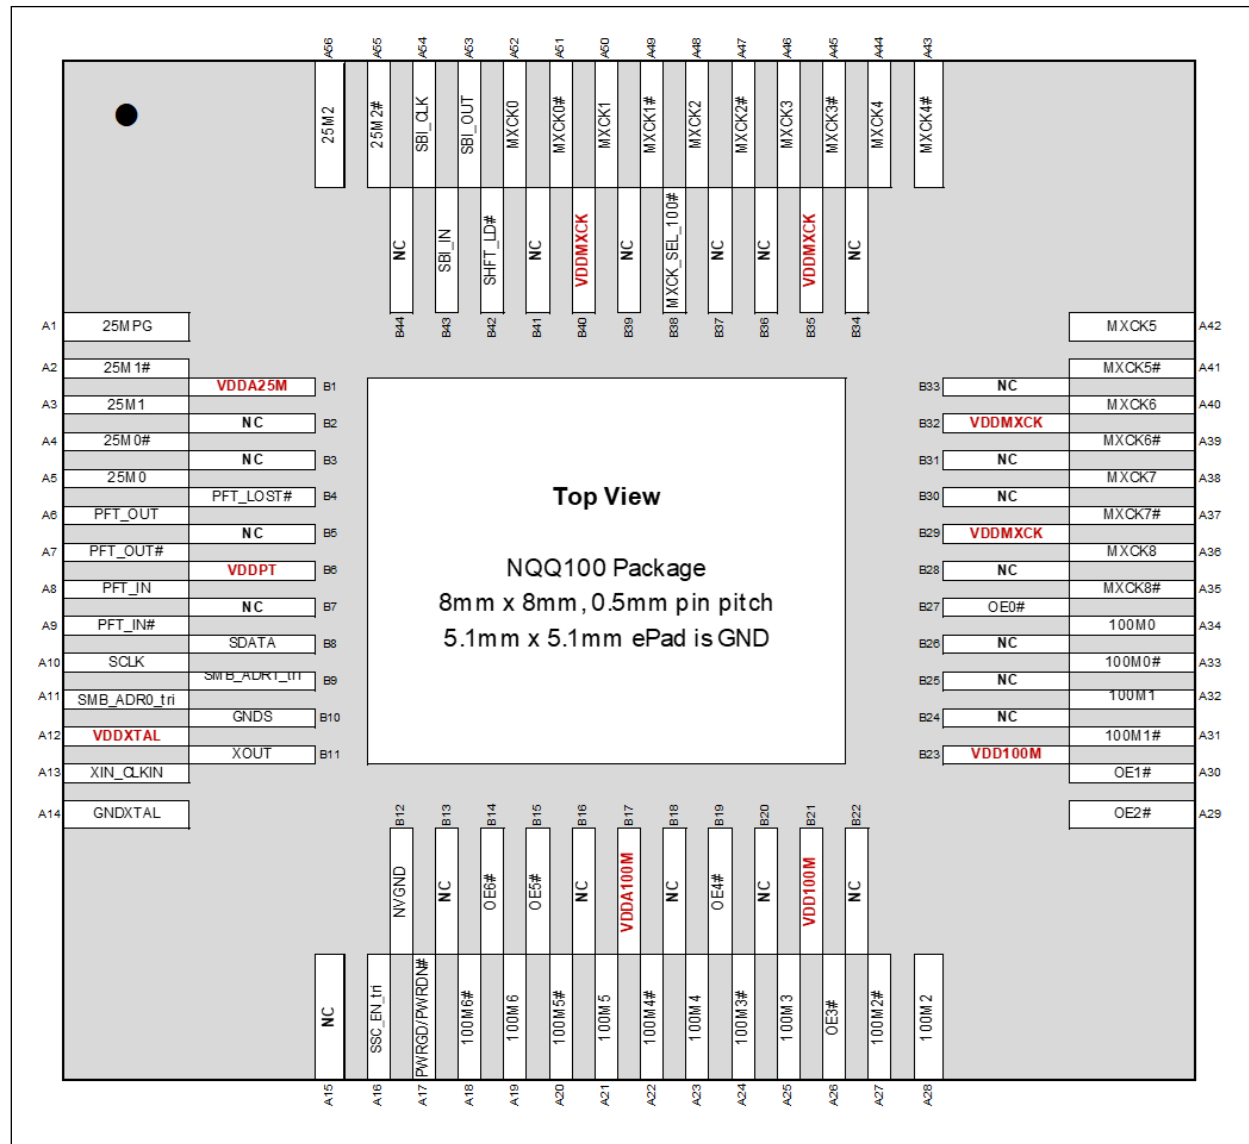 A56 A55 A54 A53 A52 A51 A50 A49 A48 A47 A46 A45 A44 A43
25M2 25M2# SBI_CLK SBI_OUT MXCK0 MXCK0# MXCK1 MXCK1# MXCK2 MXCK2# MXCK3 MXCK3# MXCK4 MXCK4#
NC SBI_IN SHFT_LD# NC VDDMXCK NC MXCK_SEL_100# NC NC VDDMXCK NC
B44 B43 B42 B41 B40 B39 B38 B37 B36 B35 B34
A1 25MPG
A2 25M1#
VDDA25M B1
A3 25M1
NC B2
A4 25M0#
NC B3
A5 25M0
PFT_LOST# B4
A6 PFT_OUT
NC B5
A7 PFT_OUT#
VDDPT B6
A8 PFT_IN
NC B7
A9 PFT_IN#
SDATA B8
A10 SCLK
SMB_ADR1_tri B9
A11 SMB_ADR0_tri
GNDS B10
A12 VDDXTAL
XOUT B11
A13 XIN_CLKIN
A14 GNDXTAL
Top View
NQQ100 Package
8mm x 8mm, 0.5mm pin pitch
5.1mm x 5.1mm ePad is GND
MXCK5 A42
MXCK5# A41
B33 NC
MXCK6 A40
B32 VDDMXCK
MXCK6# A39
B31 NC
MXCK7 A38
B30 NC
MXCK7# A37
B29 VDDMXCK
MXCK8 A36
B28 NC
MXCK8# A35
B27 OE0#
100M0 A34
B26 NC
100M0# A33
B25 NC
100M1 A32
B24 NC
100M1# A31
B23 VDD100M
OE1# A30
OE2# A29
B12 B13 B14 B15 B16 B17 B18 B19 B20 B21 B22
NVGND NC OE6# OE5# NC VDDA100M NC OE4# NC VDD100M NC
NC SSC_EN_tri PWRGD/PWRDN# 100M6# 100M6 100M5# 100M5 100M4# 100M4 100M3# 100M3 OE3# 100M2# 100M2
A15 A16 A17 A18 A19 A20 A21 A22 A23 A24 A25 A26 A27 A28